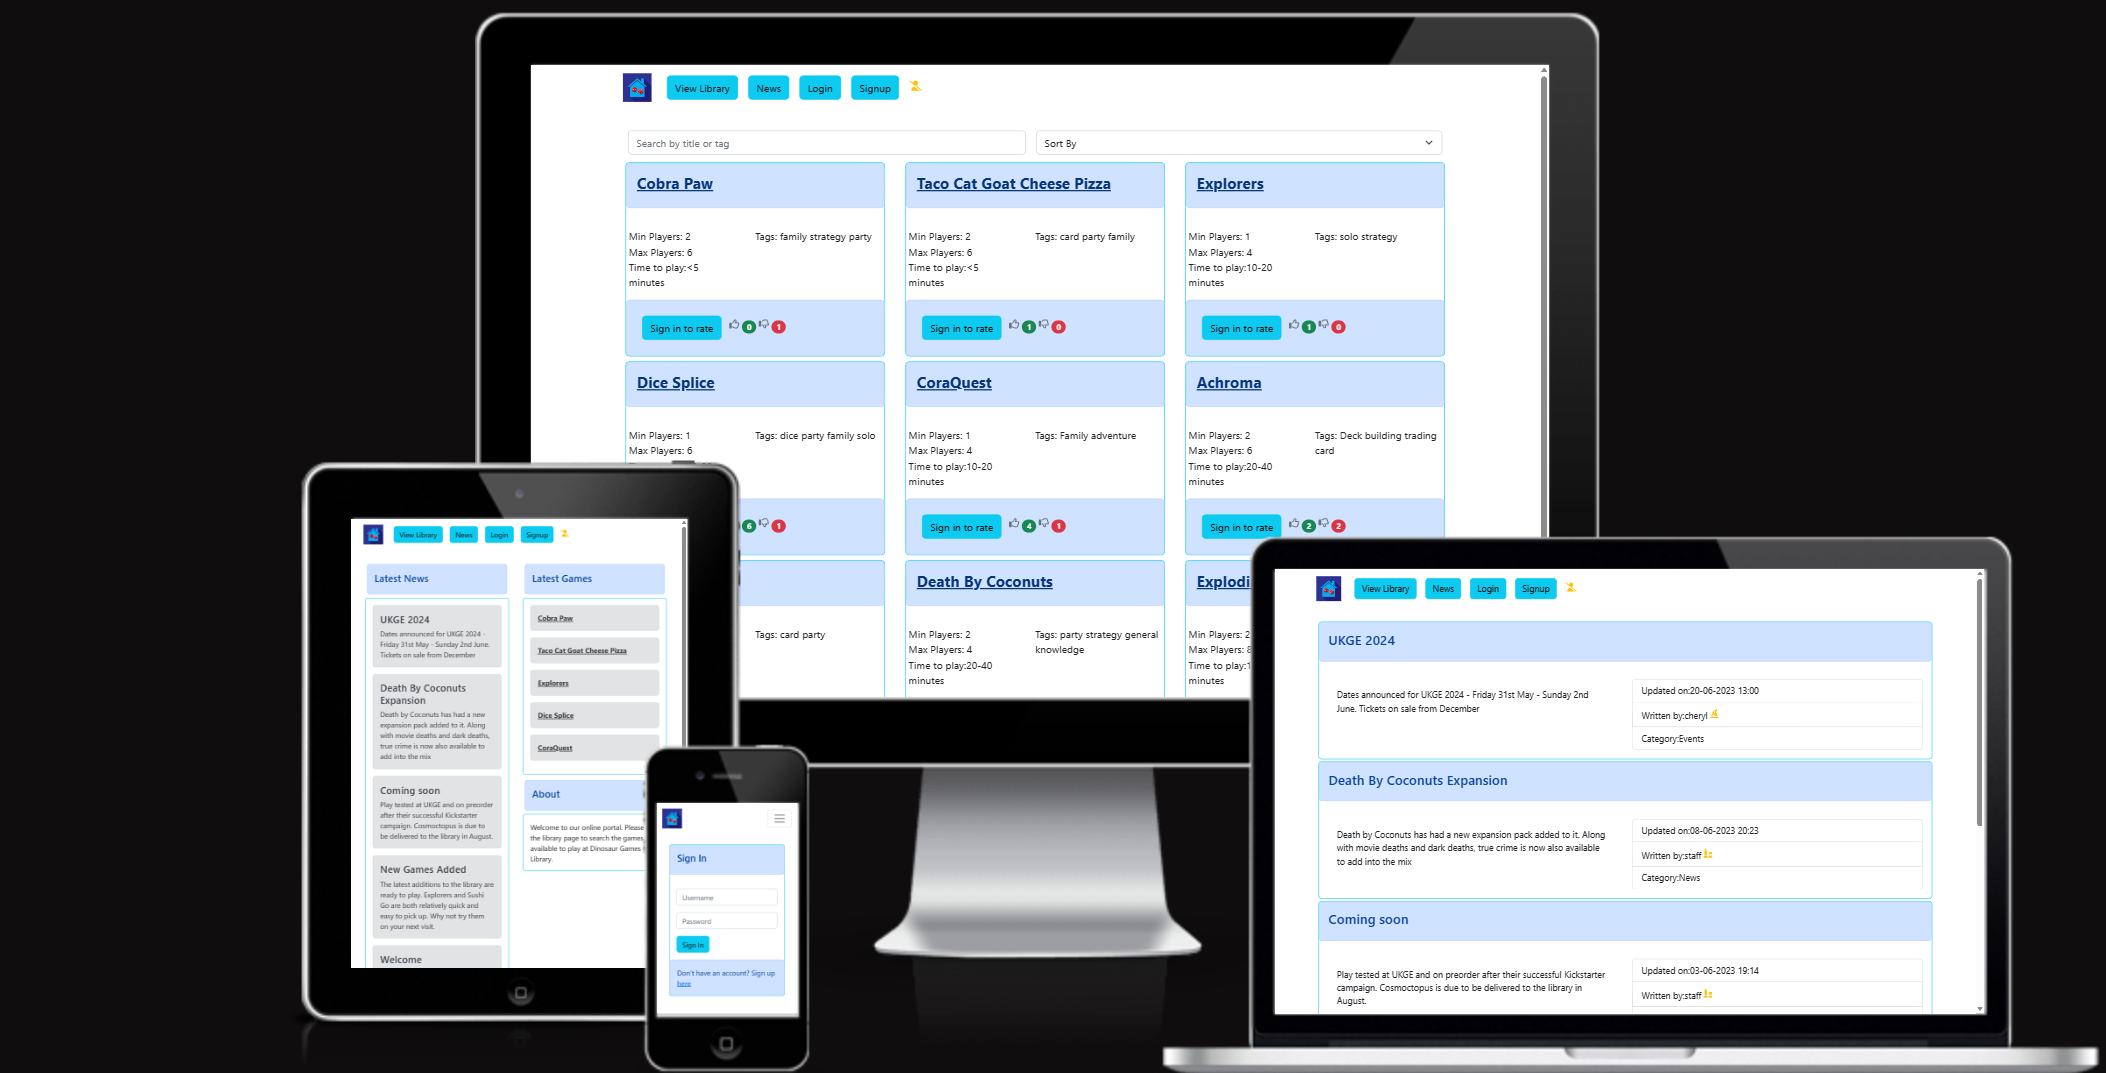 View Library News Login Signup
Search by title or tag Sort By
Cobra Paw
Min Players: 2
Max Players: 6
Time to play:<5
minutes
Tags: family strategy party
Sign in to rate 0 1
Taco Cat Goat Cheese Pizza
Min Players: 2
Max Players: 6
Time to play:<5
minutes
Tags: card party family
Sign in to rate 1 0
Explorers
Min Players: 1
Max Players: 4
Time to play:10-20
minutes
Tags: solo strategy
Sign in to rate 1 0
Dice Splice
Min Players: 1
Max Players: 6
Tags: dice party family solo
6 1
CoraQuest
Min Players: 1
Max Players: 4
Time to play:10-20
minutes
Tags: Family adventure
Sign in to rate 4 1
Achroma
Min Players: 2
Max Players: 6
Time to play:20-40
minutes
Tags: Deck building trading
card
Sign in to rate 2 2
Tags: card party
Death By Coconuts
Min Players: 2
Max Players: 4
Time to play:20-40
minutes
Tags: party strategy general
knowledge
Explodi
Min Players: 2
Max Players: 8
Time to play:1
View Library News Login Signup
Latest News
UKGE 2024
Dates announced for UKGE 2024 -
Friday 31st May - Sunday 2nd June.
Tickets on sale from December
Death By Coconuts
Expansion
Death by Coconuts has had a new
expansion pack added to it. Along
with movie deaths and dark deaths,
true crime is now also available to
add into the mix
Coming soon
Play tested at UKGE and on preorder
after their successful Kickstarter
campaign. Cosmoctopus is due to
be delivered to the library in August.
New Games Added
The latest additions to the library are
ready to play. Explorers and Sushi
Go are both relatively quick and
easy to pick up. Why not try them
on your next visit.
Welcome
Latest Games
Cobra Paw
Taco Cat Goat Cheese Pizza
Explorers
Dice Splice
CoraQuest
About
Welcome to our online portal. Please
the library page to search the games,
available to play at Dinosaur Games
Library.
Sign In
Username
Password
Sign In
Don't have an account? Sign up
here
View Library News Login Signup
UKGE 2024
Dates announced for UKGE 2024 - Friday 31st May - Sunday 2nd
June. Tickets on sale from December
Updated on:20-06-2023 13:00
Written by:cheryl
Category:Events
Death By Coconuts Expansion
Death by Coconuts has had a new expansion pack added to it. Along
with movie deaths and dark deaths, true crime is now also available
to add into the mix
Updated on:08-06-2023 20:23
Written by:staff
Category:News
Coming soon
Play tested at UKGE and on preorder after their successful Kickstarter
campaign. Cosmoctopus is due to be delivered to the library in
August.
Updated on:03-06-2023 19:14
Written by:staff